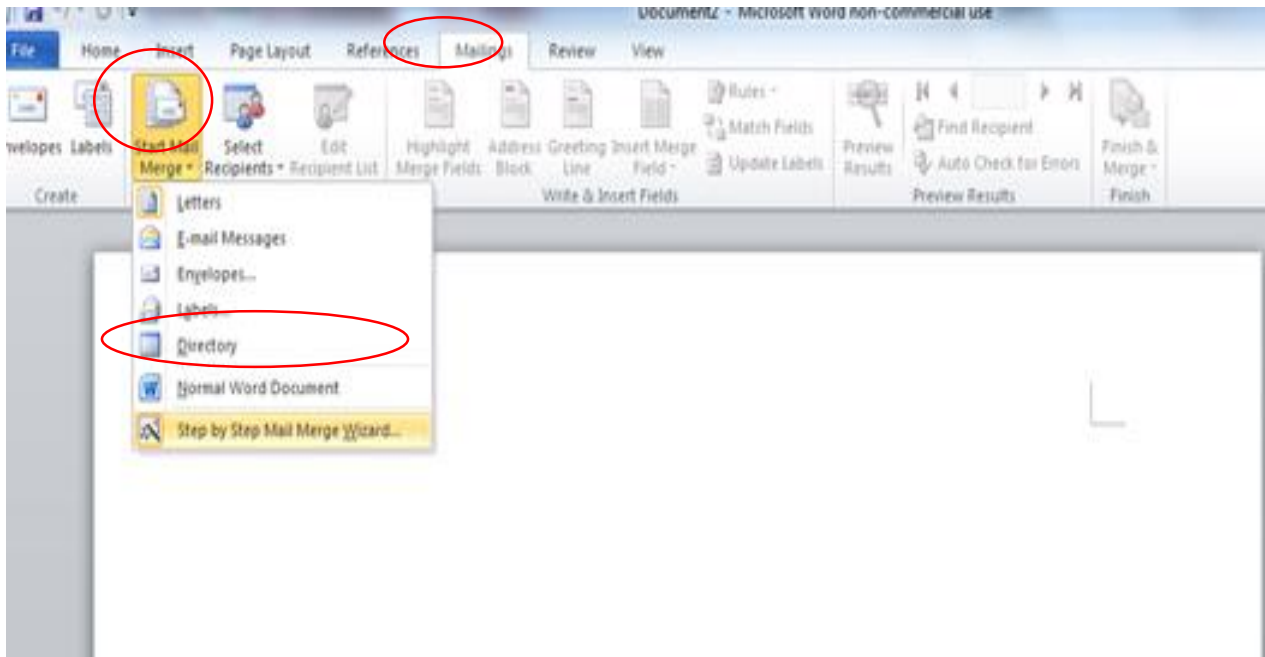 Document2 - Microsoft Word non-commercial use
File Home Insert Page Layout References Mailings Review View
Labels
Start Mail Merge
Select Recipients
Edit Recipient List
Highlight Merge Fields
Address Block
Greeting Line
Insert Merge Field
Rules
Match Fields
Update Labels
Preview Results
Find Recipient
Auto Check for Errors
Finish & Merge
Create
Write & Insert Fields
Preview Results
Finish
Letters
E-mail Messages
Envelopes...
Labels...
Directory
Normal Word Document
Step by Step Mail Merge Wizard...